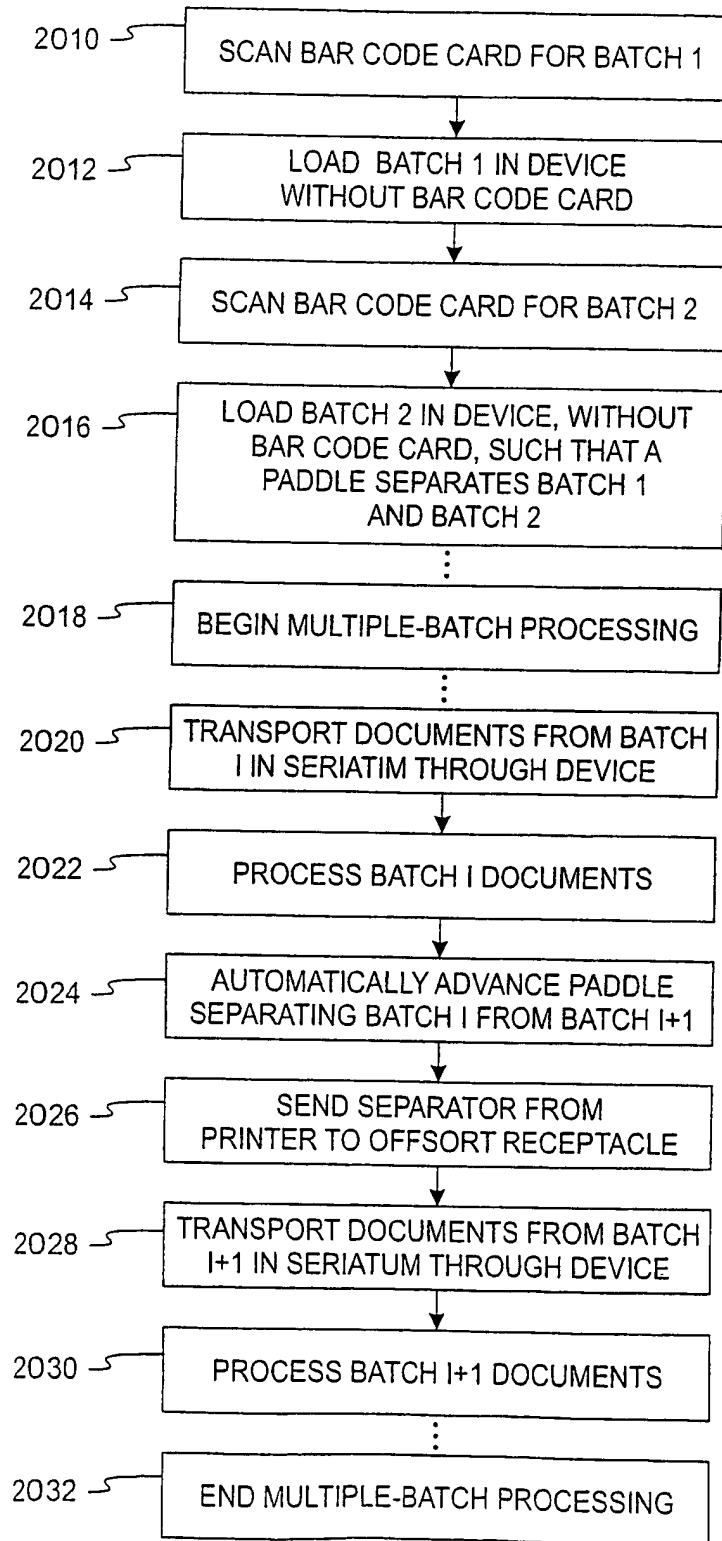 2010
SCAN BAR CODE CARD FOR BATCH 1
2012
LOAD BATCH 1 IN DEVICE
WITHOUT BAR CODE CARD
2014
SCAN BAR CODE CARD FOR BATCH 2
2016
LOAD BATCH 2 IN DEVICE, WITHOUT
BAR CODE CARD, SUCH THAT A
PADDLE SEPARATES BATCH 1
AND BATCH 2
2018
BEGIN MULTIPLE-BATCH PROCESSING
2020
TRANSPORT DOCUMENTS FROM BATCH
I IN SERIATIM THROUGH DEVICE
2022
PROCESS BATCH I DOCUMENTS
2024
AUTOMATICALLY ADVANCE PADDLE
SEPARATING BATCH I FROM BATCH I+1
2026
SEND SEPARATOR FROM
PRINTER TO OFFSORT RECEPTACLE
2028
TRANSPORT DOCUMENTS FROM BATCH
I+1 IN SERIATUM THROUGH DEVICE
2030
PROCESS BATCH I+1 DOCUMENTS
2032
END MULTIPLE-BATCH PROCESSING